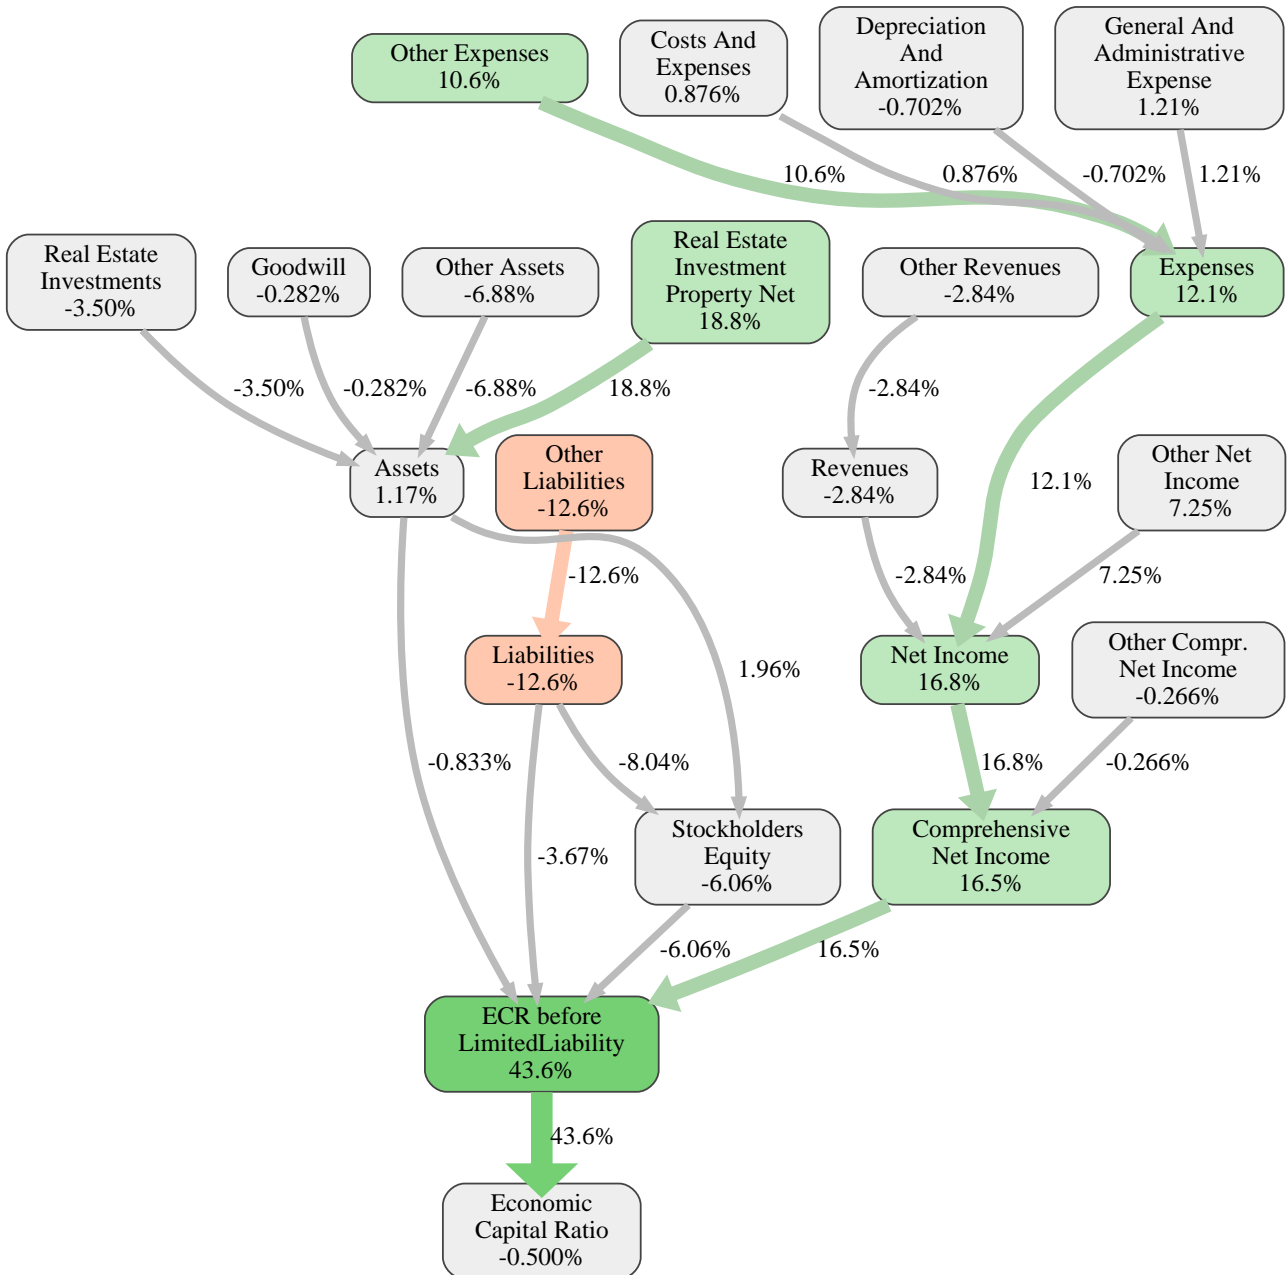 Other Expenses
10.6%
Costs And
Expenses
0.876%
Depreciation
And
Amortization
-0.702%
General And
Administrative
Expense
1.21%
10.6%
0.876%
-0.702%
1.21%
Real Estate
Investments
-3.50%
Goodwill
-0.282%
Other Assets
-6.88%
Real Estate
Investment
Property Net
18.8%
Other Revenues
-2.84%
Expenses
12.1%
-3.50%
-0.282%
-6.88%
18.8%
-2.84%
12.1%
Assets
1.17%
Other
Liabilities
-12.6%
Revenues
-2.84%
Other Net
Income
7.25%
-12.6%
-2.84%
7.25%
Liabilities
-12.6%
1.96%
Net Income
16.8%
Other Compr.
Net Income
-0.266%
-0.833%
-8.04%
16.8%
-0.266%
-3.67%
Stockholders
Equity
-6.06%
Comprehensive
Net Income
16.5%
-6.06%
16.5%
ECR before
LimitedLiability
43.6%
43.6%
Economic
Capital Ratio
-0.500%